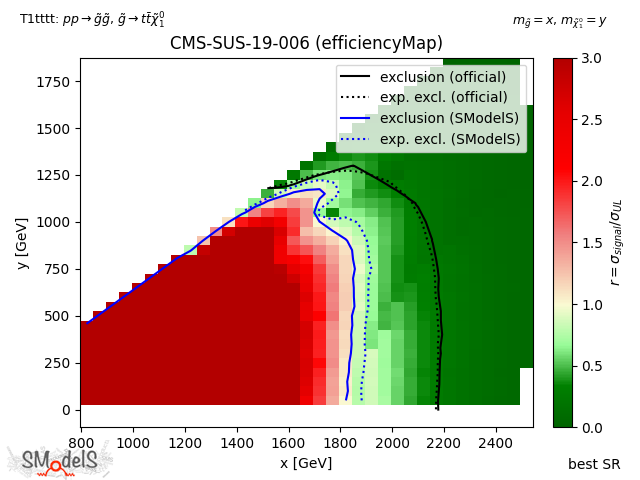 T1tttt: pp → g̃g̃, g̃ → tt̄χ̃₁⁰
m_g̃ = x, m_χ̃₁⁰ = y
CMS-SUS-19-006 (efficiencyMap)
exclusion (official)
exp. excl. (official)
exclusion (SModelS)
exp. excl. (SModelS)
y [GeV]
1750
1500
1250
1000
750
500
250
0
800 1000 1200 1400 1600 1800 2000 2200 2400
x [GeV]
3.0
2.5
2.0
1.5
1.0
0.5
0.0
r = σ_signal/σ_UL
SModelS
best SR